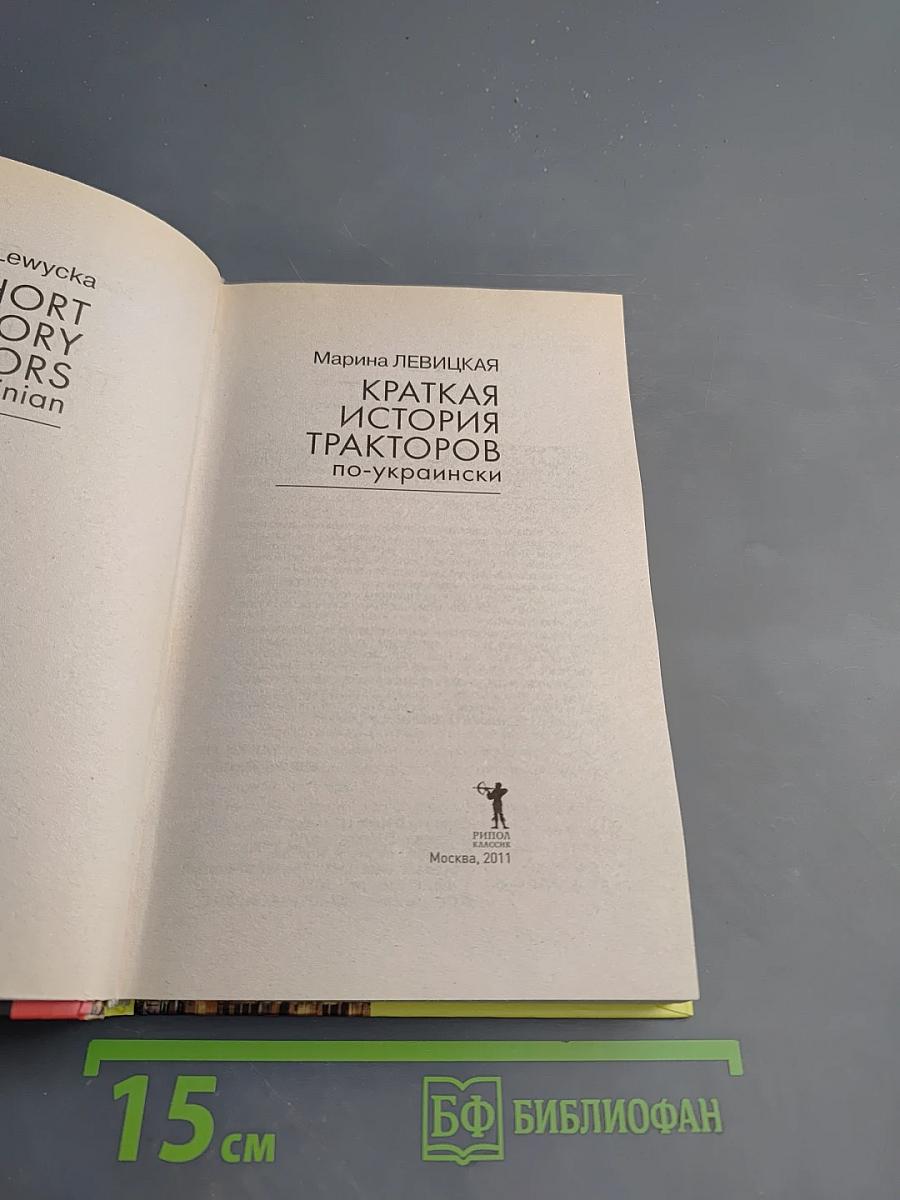 Lewycka
HORT
ORY
ORS
inian
Марина ЛЕВИЦКАЯ
КРАТКАЯ
ИСТОРИЯ
ТРАКТОРОВ
по-украински
РИПОЛ
КЛАССИК
Москва, 2011
15 см
БФ БИБЛИОФАН